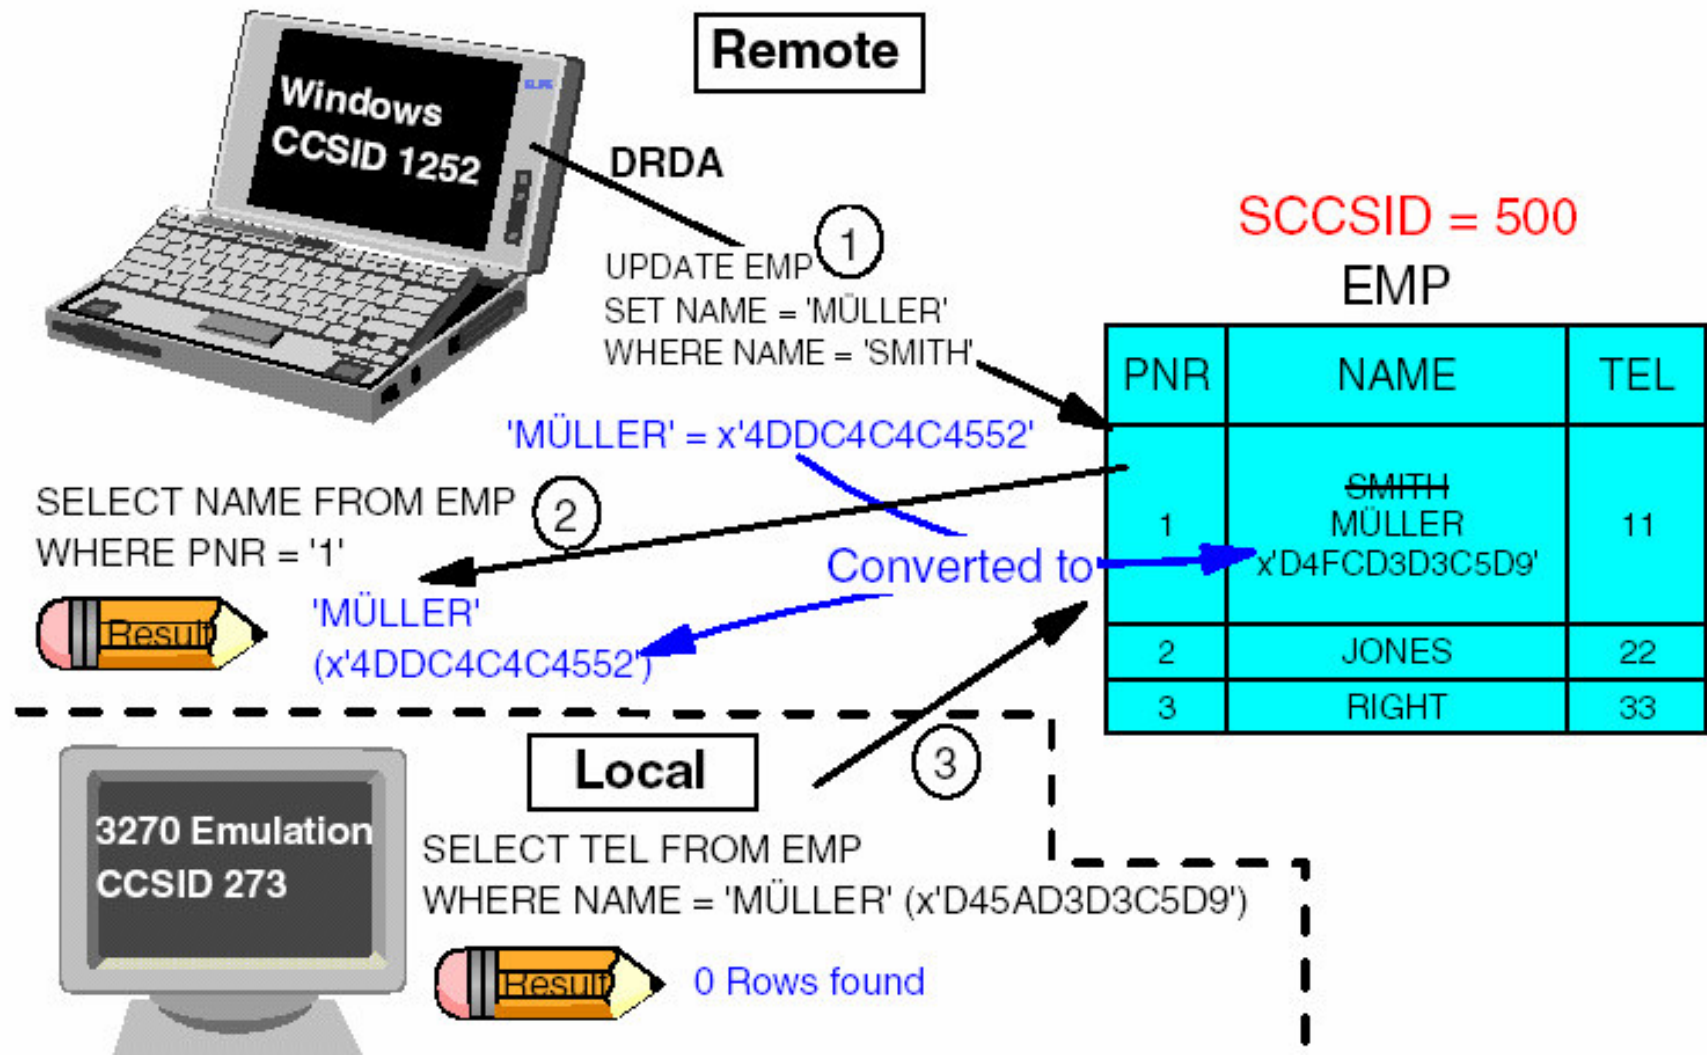 Remote
Windows
CCSID 1252
DRDA
1
UPDATE EMP
SET NAME = 'MÜLLER'
WHERE NAME = 'SMITH'
SCCSID = 500
EMP
PNR NAME TEL
1 SMITH 11
MÜLLER
x'D4FCD3D3C5D9'
2 JONES 22
3 RIGHT 33
'MÜLLER' = x'4DDC4C4C4552'
Converted to
SELECT NAME FROM EMP 2
WHERE PNR = '1'
Result
'MÜLLER'
(x'4DDC4C4C4552')
Local
3
3270 Emulation
CCSID 273
SELECT TEL FROM EMP
WHERE NAME = 'MÜLLER' (x'D45AD3D3C5D9')
Result
0 Rows found